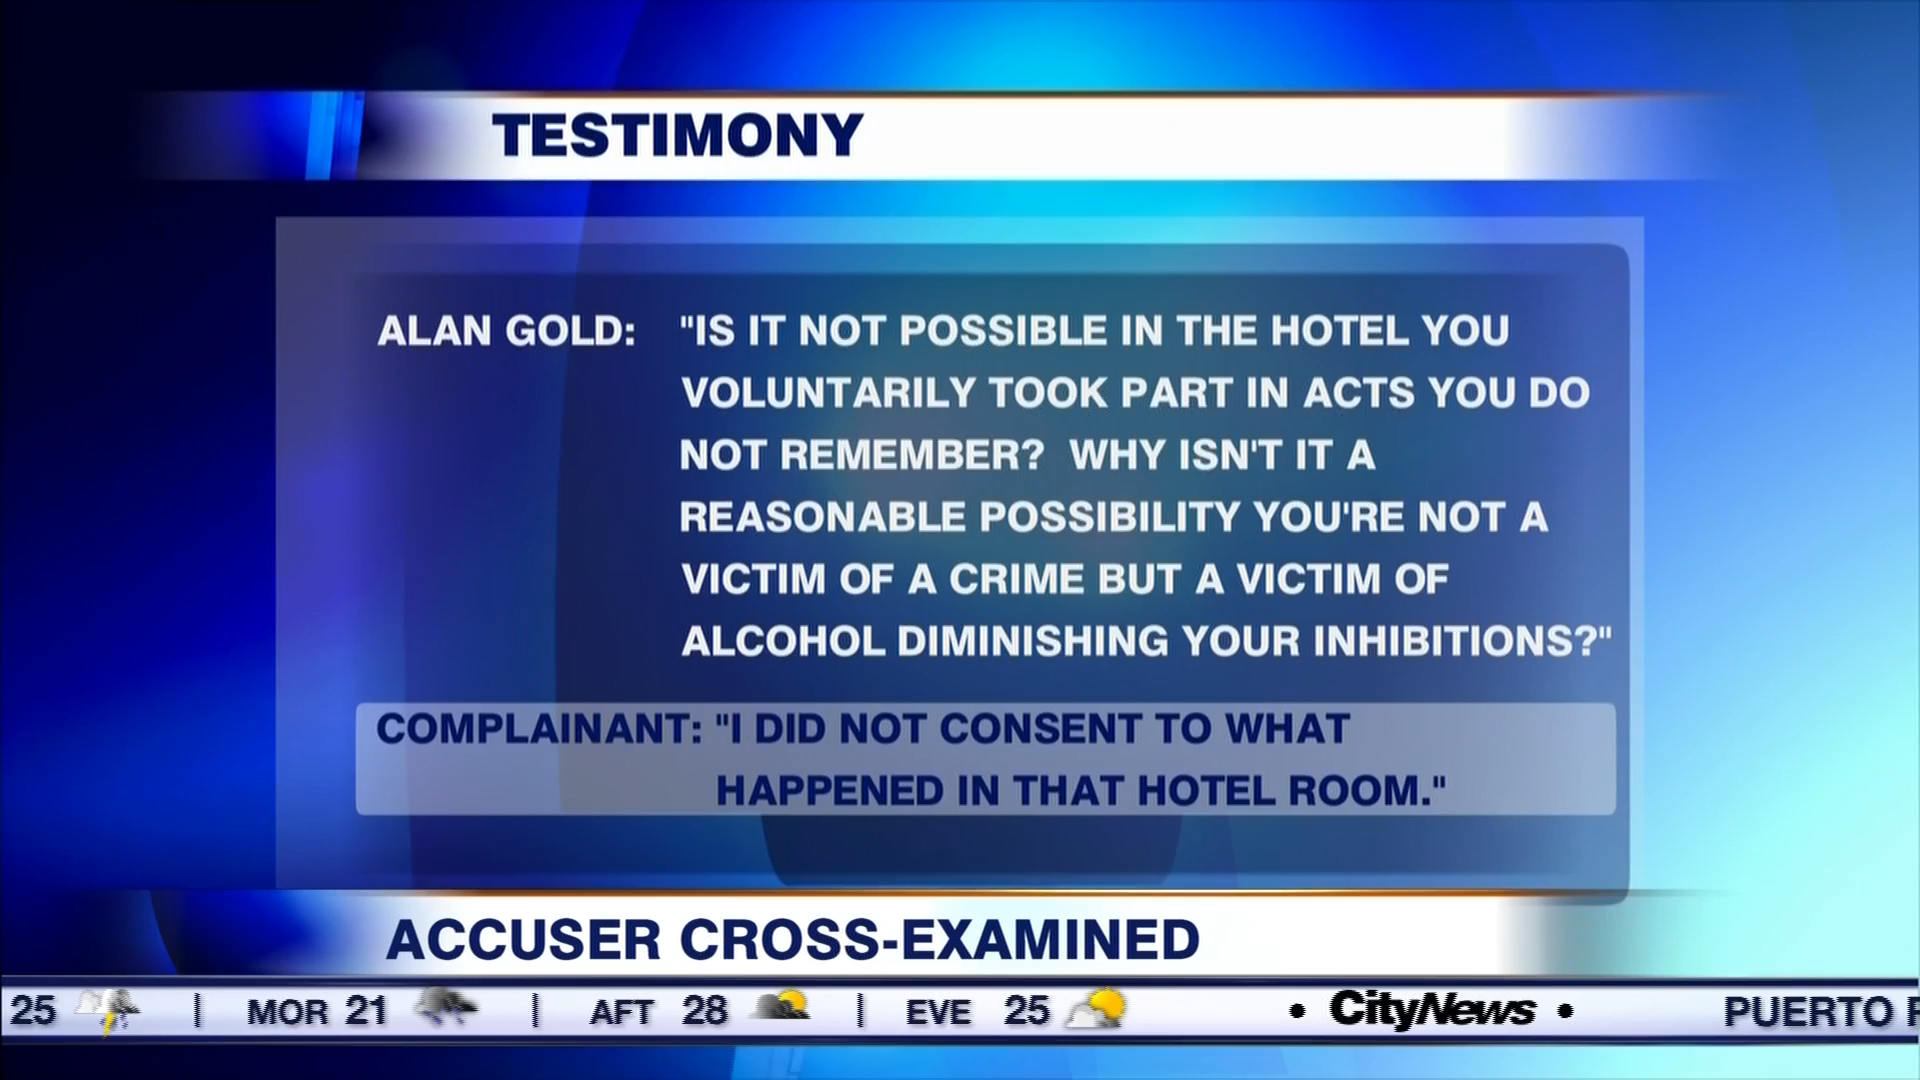 TESTIMONY
ALAN GOLD: "IS IT NOT POSSIBLE IN THE HOTEL YOU
VOLUNTARILY TOOK PART IN ACTS YOU DO
NOT REMEMBER? WHY ISN'T IT A
REASONABLE POSSIBILITY YOU'RE NOT A
VICTIM OF A CRIME BUT A VICTIM OF
ALCOHOL DIMINISHING YOUR INHIBITIONS?"
COMPLAINANT: "I DID NOT CONSENT TO WHAT
HAPPENED IN THAT HOTEL ROOM."
ACCUSER CROSS-EXAMINED
25 | MOR 21 | AFT 28 | EVE 25 • CityNews • PUERTO